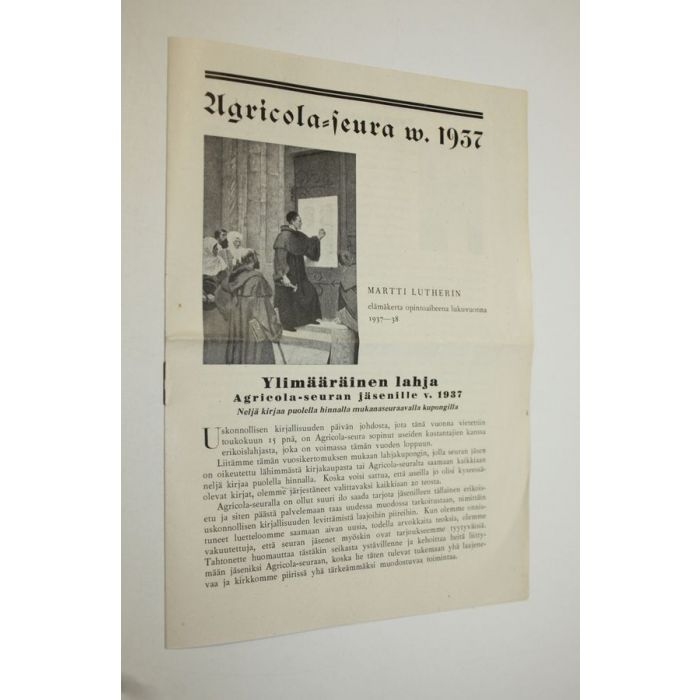 Agricola-seura w. 1937
MARTTI LUTHERIN
elämäkerta opintoaiheena lukuvuonna
1937—38
Ylimääräinen lahja
Agricola-seuran jäsenille v. 1937
Neljä kirjaa puolella hinnalla mukanaseuraavalla kupongilla
Uskonnollisen kirjallisuuden päivän johdosta, jota tänä vuonna vietettiin
toukokuun 15 pnä, on Agricola-seura sopinut useiden kustantajien kanssa
erikoislahjasta, joka on voimassa tämän vuoden loppuun.
Liitämme tämän vuosikertomuksen mukaan lahjakupongin, jolla seuran jäsen
on oikeutettu lähimmästä kirjakaupasta tai Agricola-seuralta saamaan kaikkiaan
neljä kirjaa puolella hinnalla. Koska voi sattua, että useilla jo olisi kyseessä-
olevat kirjat, olemme järjestäneet valittavaksi kaikkiaan 20 teosta.
Agricola-seuralla on ollut suuri ilo saada tarjota jäsenilleen tällainen erikois-
etu ja siten päästä palvelemaan taas uudessa muodossa tarkoitustaan, nimittäin
uskonnollisen kirjallisuuden levittämistä laajoihin piireihin. Kun olemme onnis-
tuneet luetteloomme saamaan aivan uusia, todella arvokkaita teoksia, olemme
vakuutettuja, että seuran jäsenet myöskin ovat tarjoukseemme tyytyväisiä.
Tahtonette huomauttaa tästäkin seikasta ystävillenne ja kehoittaa heitä liitty-
mään jäseniksi Agricola-seuraan, koska he täten tulevat tukemaan yhä laajene-
vaa ja kirkkomme piirissä yhä tärkeämmäksi muodostuvaa toimintaa.